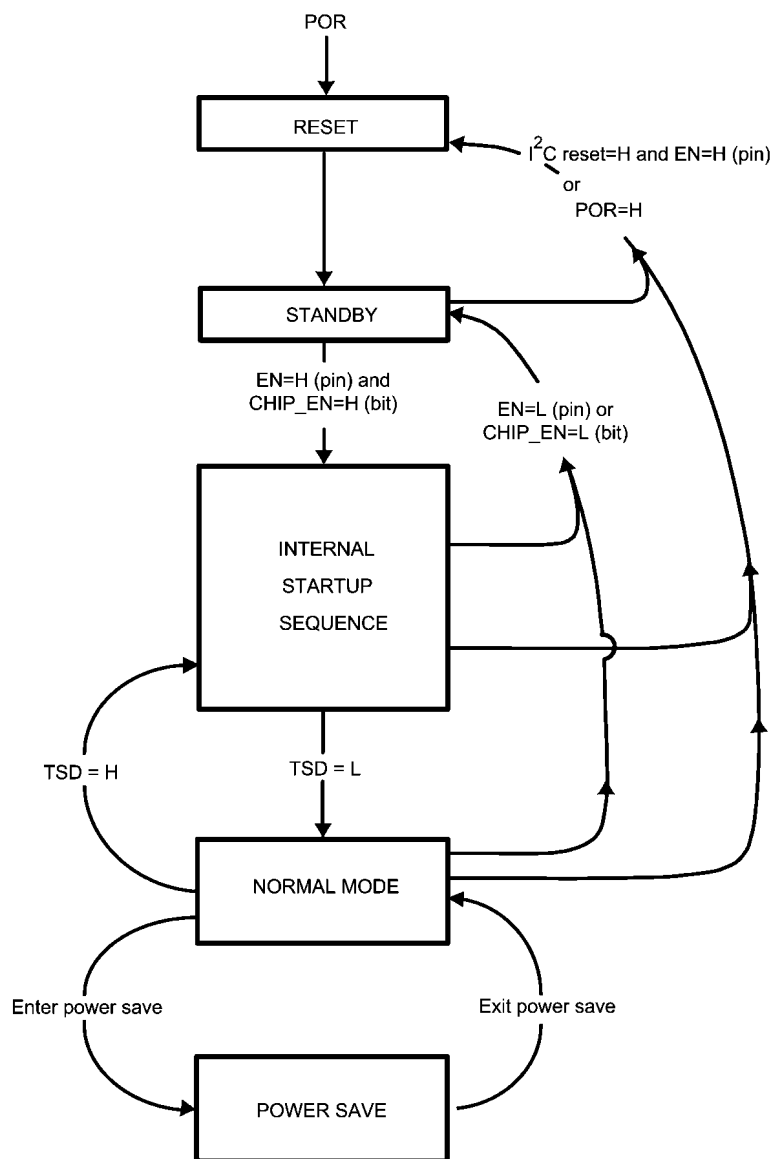 POR
RESET
I²C reset=H and EN=H (pin)
or
POR=H
STANDBY
EN=H (pin) and
CHIP_EN=H (bit)
EN=L (pin) or
CHIP_EN=L (bit)
INTERNAL
STARTUP
SEQUENCE
TSD = H
TSD = L
NORMAL MODE
Enter power save
Exit power save
POWER SAVE